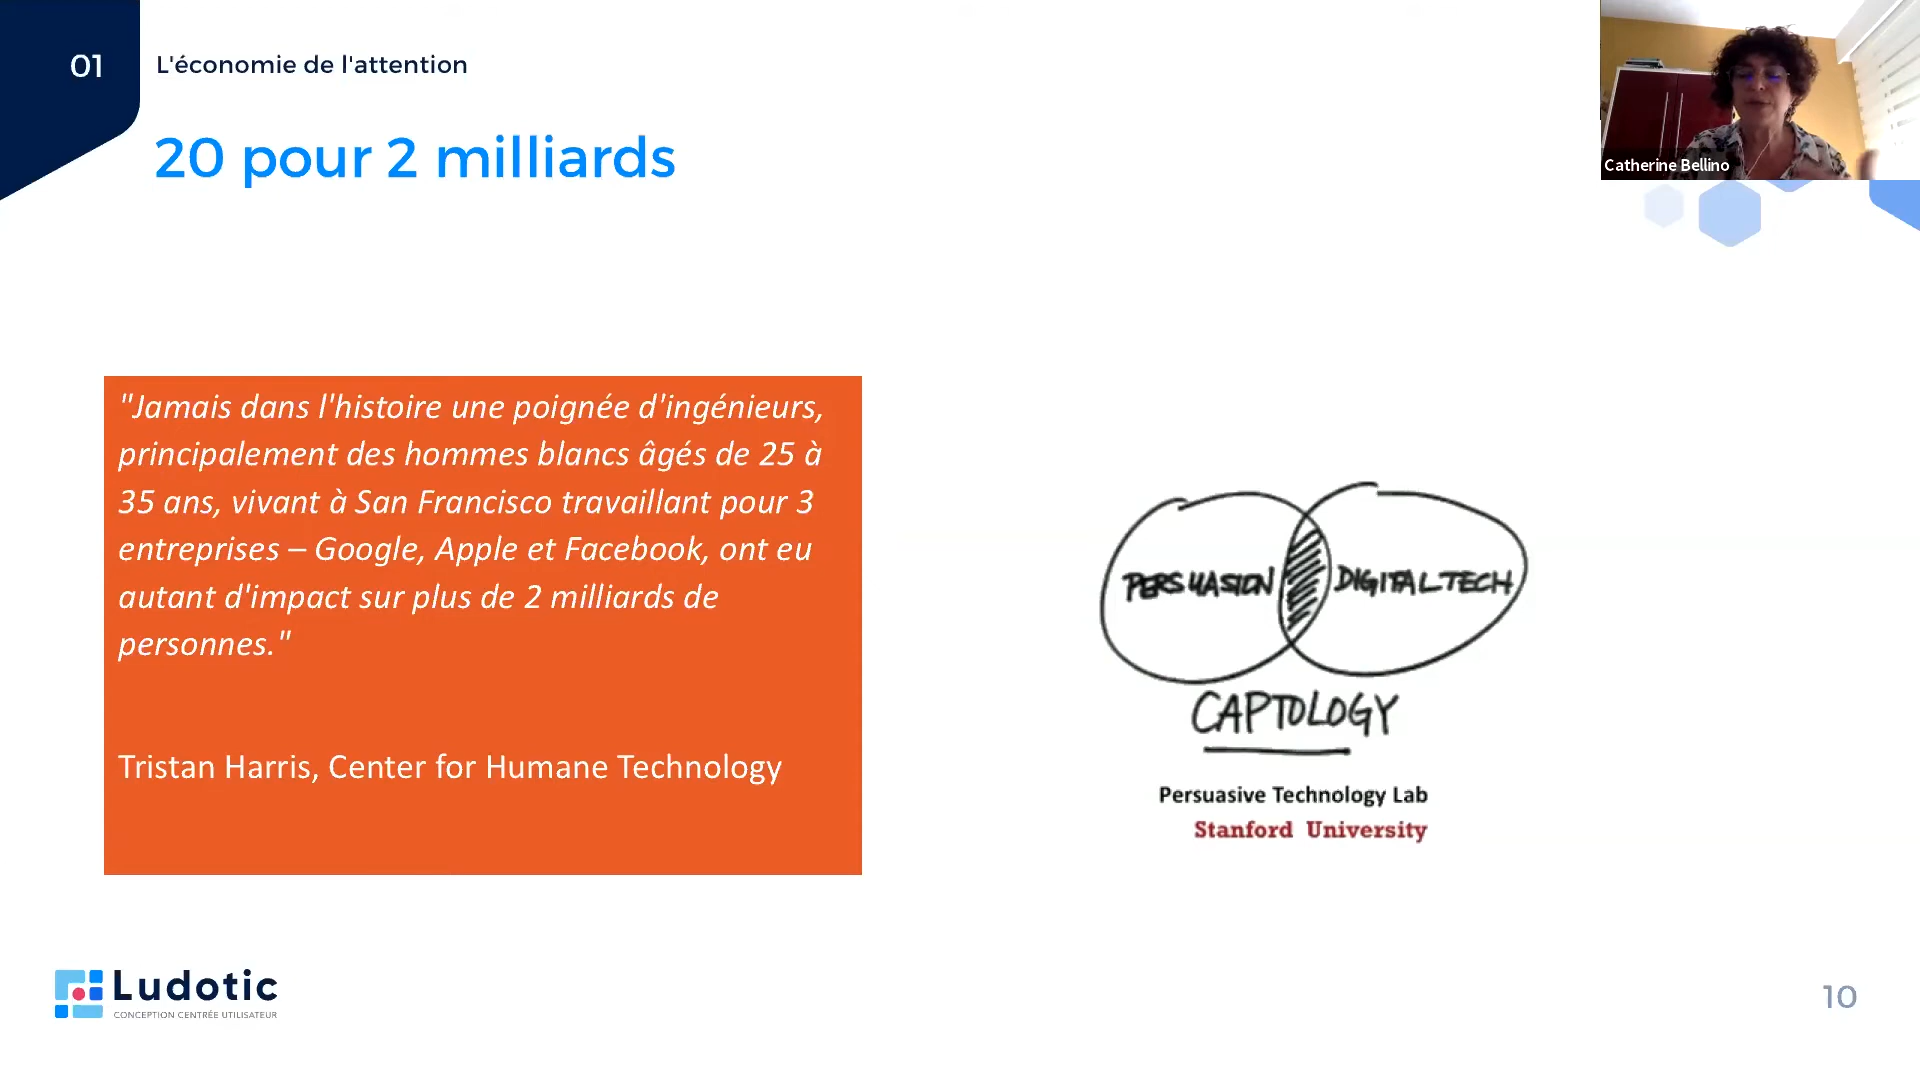 01
L'économie de l'attention
20 pour 2 milliards
Catherine Bellino
"Jamais dans l'histoire une poignée d'ingénieurs,
principalement des hommes blancs âgés de 25 à
35 ans, vivant à San Francisco travaillant pour 3
entreprises – Google, Apple et Facebook, ont eu
autant d'impact sur plus de 2 milliards de
personnes."
Tristan Harris, Center for Humane Technology
PERSUASION DIGITAL TECH
CAPTOLOGY
Persuasive Technology Lab
Stanford University
Ludotic
CONCEPTION CENTRÉE UTILISATEUR
10